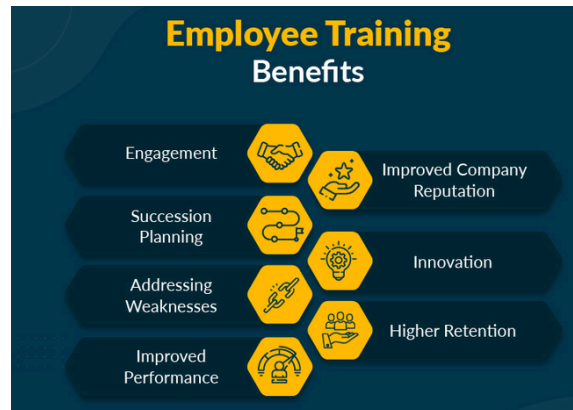 Employee Training
Benefits
Engagement
Improved Company
Reputation
Succession
Planning
Innovation
Addressing
Weaknesses
Higher Retention
Improved
Performance